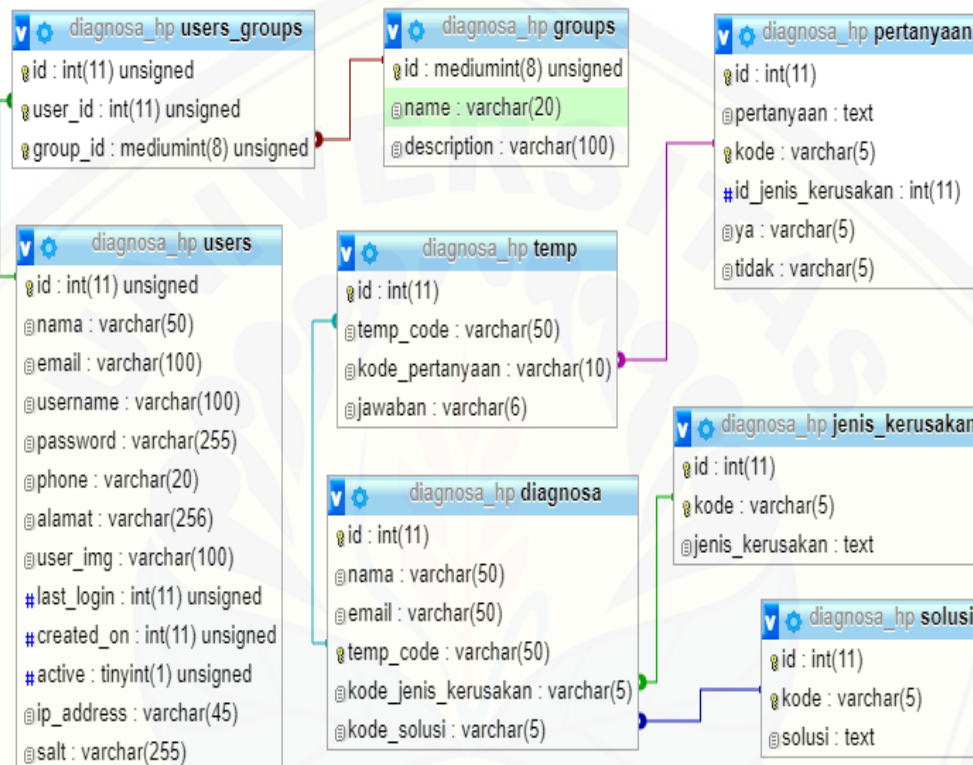 diagnosa_hp users_groups
id : int(11) unsigned
user_id : int(11) unsigned
group_id : mediumint(8) unsigned
diagnosa_hp groups
id : mediumint(8) unsigned
name : varchar(20)
description : varchar(100)
diagnosa_hp pertanyaan
id : int(11)
pertanyaan : text
kode : varchar(5)
#id_jenis_kerusakan : int(11)
ya : varchar(5)
tidak : varchar(5)
diagnosa_hp users
id : int(11) unsigned
nama : varchar(50)
email : varchar(100)
username : varchar(100)
password : varchar(255)
phone : varchar(20)
alamat : varchar(256)
user_img : varchar(100)
#last_login : int(11) unsigned
#created_on : int(11) unsigned
#active : tinyint(1) unsigned
ip_address : varchar(45)
salt : varchar(255)
diagnosa_hp temp
id : int(11)
temp_code : varchar(50)
kode_pertanyaan : varchar(10)
jawaban : varchar(6)
diagnosa_hp diagnosa
id : int(11)
nama : varchar(50)
email : varchar(50)
temp_code : varchar(50)
kode_jenis_kerusakan : varchar(5)
kode_solusi : varchar(5)
diagnosa_hp jenis_kerusakan
id : int(11)
kode : varchar(5)
jenis_kerusakan : text
diagnosa_hp solusi
id : int(11)
kode : varchar(5)
solusi : text
UNIVERSITAS